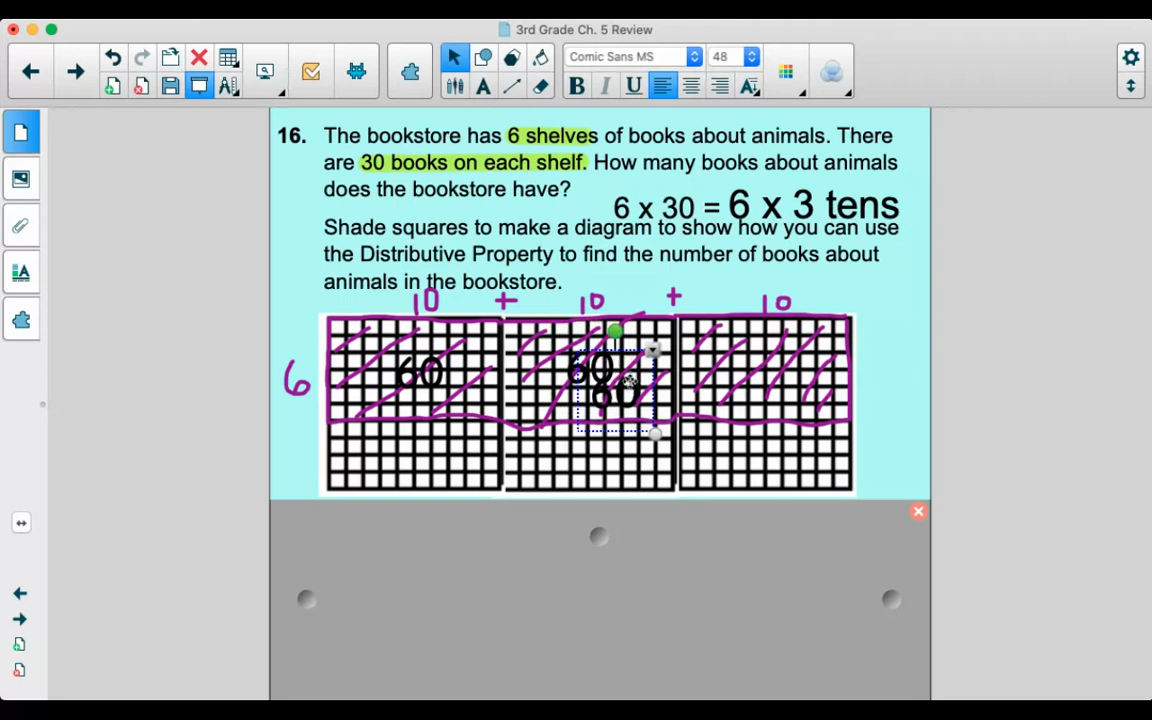 3rd Grade Ch. 5 Review
Comic Sans MS
48
B I U
16. The bookstore has 6 shelves of books about animals. There
are 30 books on each shelf. How many books about animals
does the bookstore have?
6 x 30 = 6 x 3 tens
Shade squares to make a diagram to show how you can use
the Distributive Property to find the number of books about
animals in the bookstore.
10 + 10 + 10
6
60
60
60